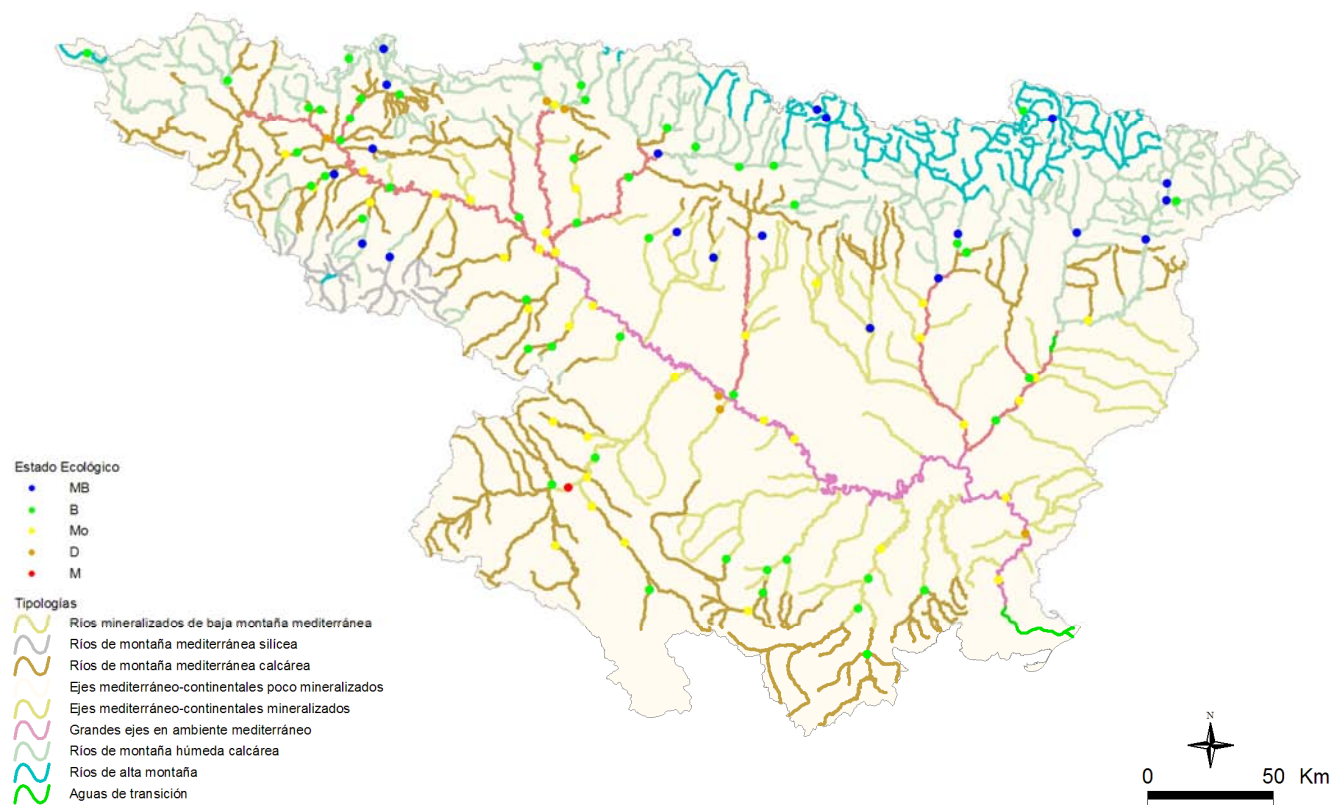 Estado Ecológico
MB
B
Mo
D
M
Tipologías
Ríos mineralizados de baja montaña mediterránea
Ríos de montaña mediterránea silícea
Ríos de montaña mediterránea calcárea
Ejes mediterráneo-continentales poco mineralizados
Ejes mediterráneo-continentales mineralizados
Grandes ejes en ambiente mediterráneo
Ríos de montaña húmeda calcárea
Ríos de alta montaña
Aguas de transición
N
0 50 Km